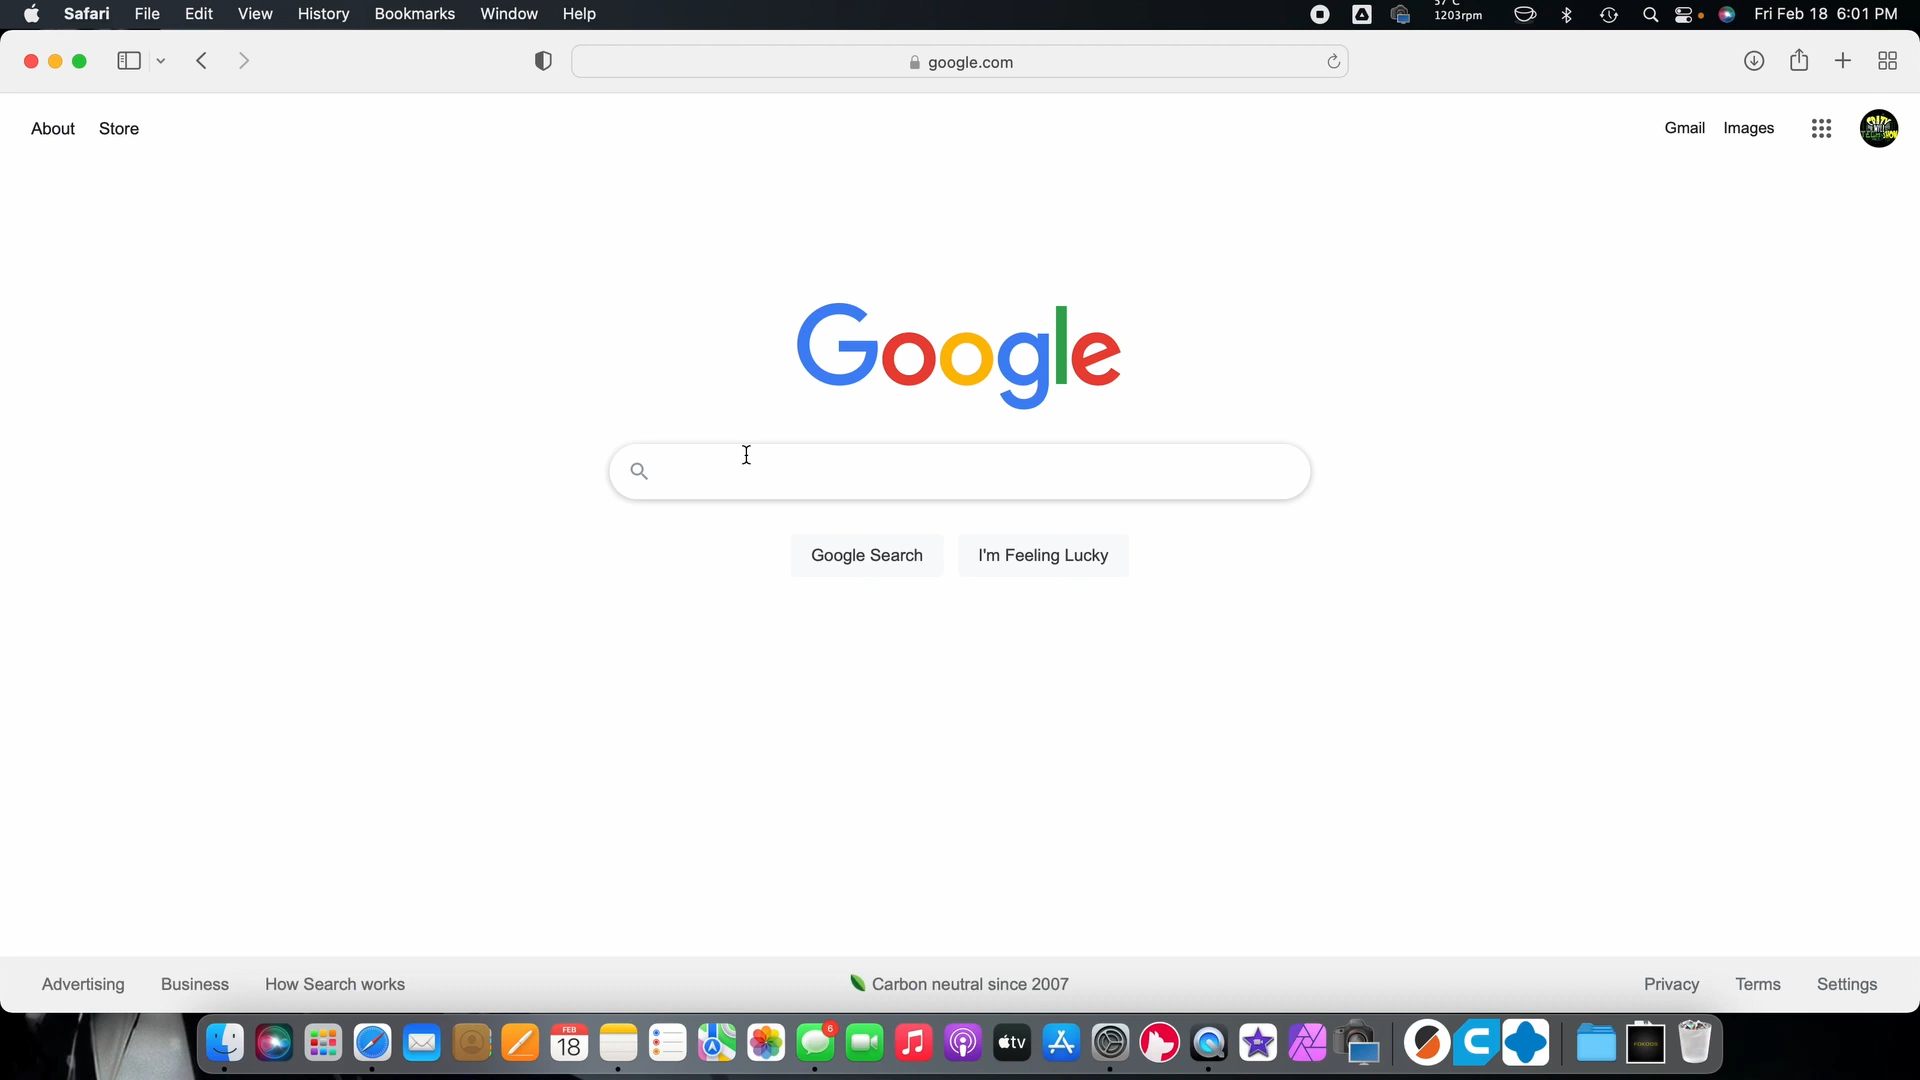 Safari File Edit View History Bookmarks Window Help
1203rpm
Fri Feb 18 6:01 PM
google.com
About Store
Gmail Images
Google
Google Search I'm Feeling Lucky
Advertising Business How Search works
Carbon neutral since 2007
Privacy Terms Settings
FEB
18
6
tv